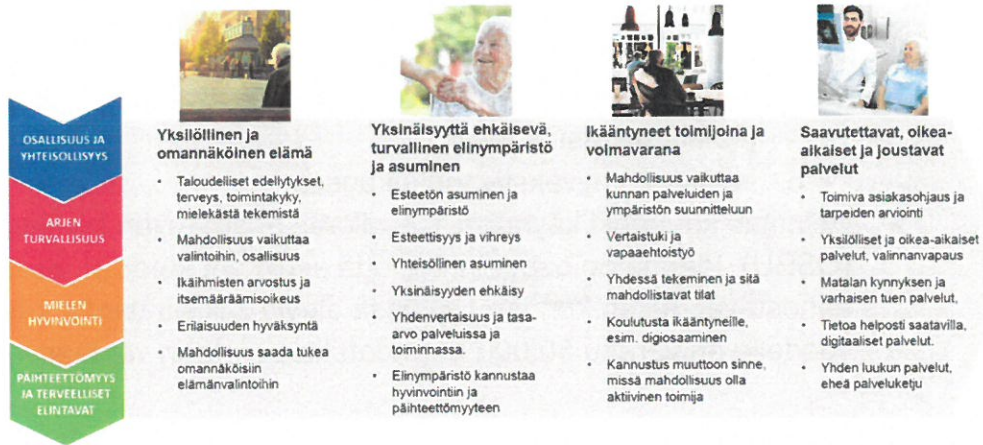 OSALLISUUS JA
YHTEISÖLLISYYS
ARJEN
TURVALLISUUS
MIELEN
HYVINVOINTI
PÄIHTEETTÖMYYS
JA TERVEELLISET
ELINTAVAT
Yksilöllinen ja
omannäköinen elämä
• Taloudelliset edellytykset,
terveys, toimintakyky,
mielekästä tekemistä
• Mahdollisuus vaikuttaa
valintoihin, osallisuus
• Ikäihmisten arvostus ja
itsemääräämisoikeus
• Erilaisuuden hyväksyntä
• Mahdollisuus saada tukea
omannäköisiin
elämänvalintoihin
Yksinäisyyttä ehkäisevä,
turvallinen elinympäristö
ja asuminen
• Esteetön asuminen ja
elinympäristö
• Esteettisyys ja vihreys
• Yhteisöllinen asuminen
• Yksinäisyyden ehkäisy
• Yhdenvertaisuus ja tasa-
arvo palveluissa ja
toiminnassa.
• Elinympäristö kannustaa
hyvinvointiin ja
päihteettömyyteen
Ikääntyneet toimijoina ja
voimavarana
• Mahdollisuus vaikuttaa
kunnan palveluiden ja
ympäristön suunnitteluun
• Vertaistuki ja
vapaaehtoistyö
• Yhdessä tekeminen ja sitä
mahdollistavat tilat
• Koulutusta ikääntyneille,
esim. digiosaaminen
• Kannustus muuttoon sinne,
missä mahdollisuus olla
aktiivinen toimija
Saavutettavat, oikea-
aikaiset ja joustavat
palvelut
• Toimiva asiakasohjaus ja
tarpeiden arviointi
• Yksilölliset ja oikea-aikaiset
palvelut, valinnanvapaus
• Matalan kynnyksen ja
varhaisen tuen palvelut,
• Tietoa helposti saatavilla,
digitaaliset palvelut.
• Yhden luukun palvelut,
eheä palveluketju